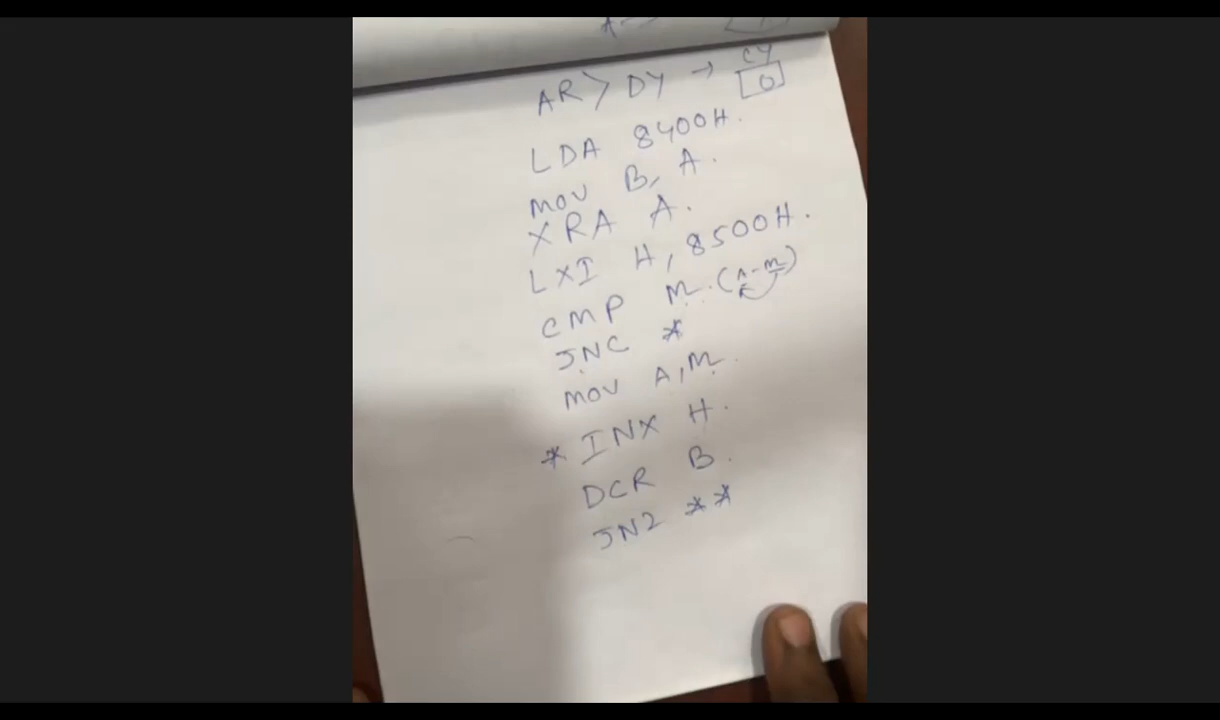 AR > DY → CY
0
LDA 8400H.
MOV B, A.
XRA A.
LXI H, 8500H.
CMP M. (A-M)
JNC *
MOV A, M.
* INX H.
DCR B.
JNZ **